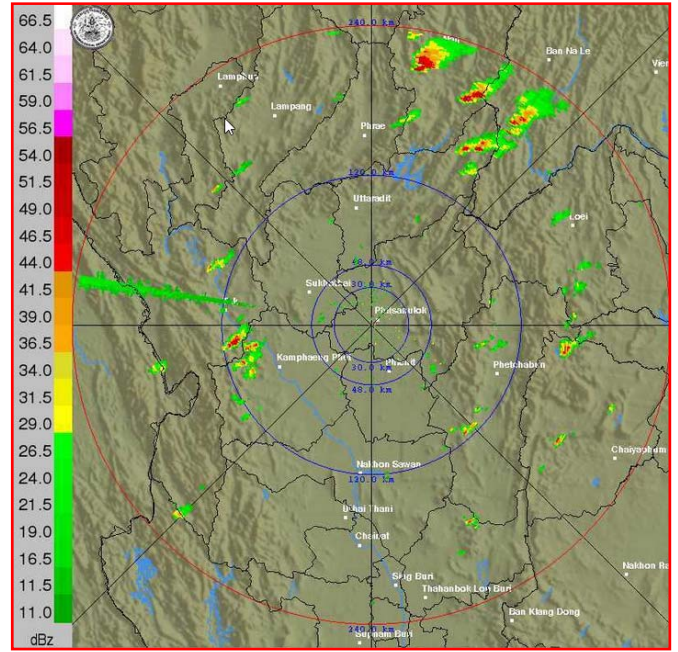 66.5
64.0
61.5
59.0
56.5
54.0
51.5
49.0
46.5
44.0
41.5
39.0
36.5
34.0
31.5
29.0
26.5
24.0
21.5
19.0
16.5
11.5
11.0
dBz
240.0 km
Nan
Ban Na Le
Lamphun
Lampang
Phrae
120.0 km
Uttaradit
Loei
48.0 km
30.0 km
Sukhothai
Phitsanulok
Kamphaeng Phet
Phichit
Phetchabun
30.0 km
48.0 km
Chaiyaphum
Nakhon Sawan
120.0 km
Uthai Thani
Chainat
Nakhon Ra
Sing Buri
Thahanbok Lop Buri
Ban Klang Dong
240.0 km
Suphan Buri